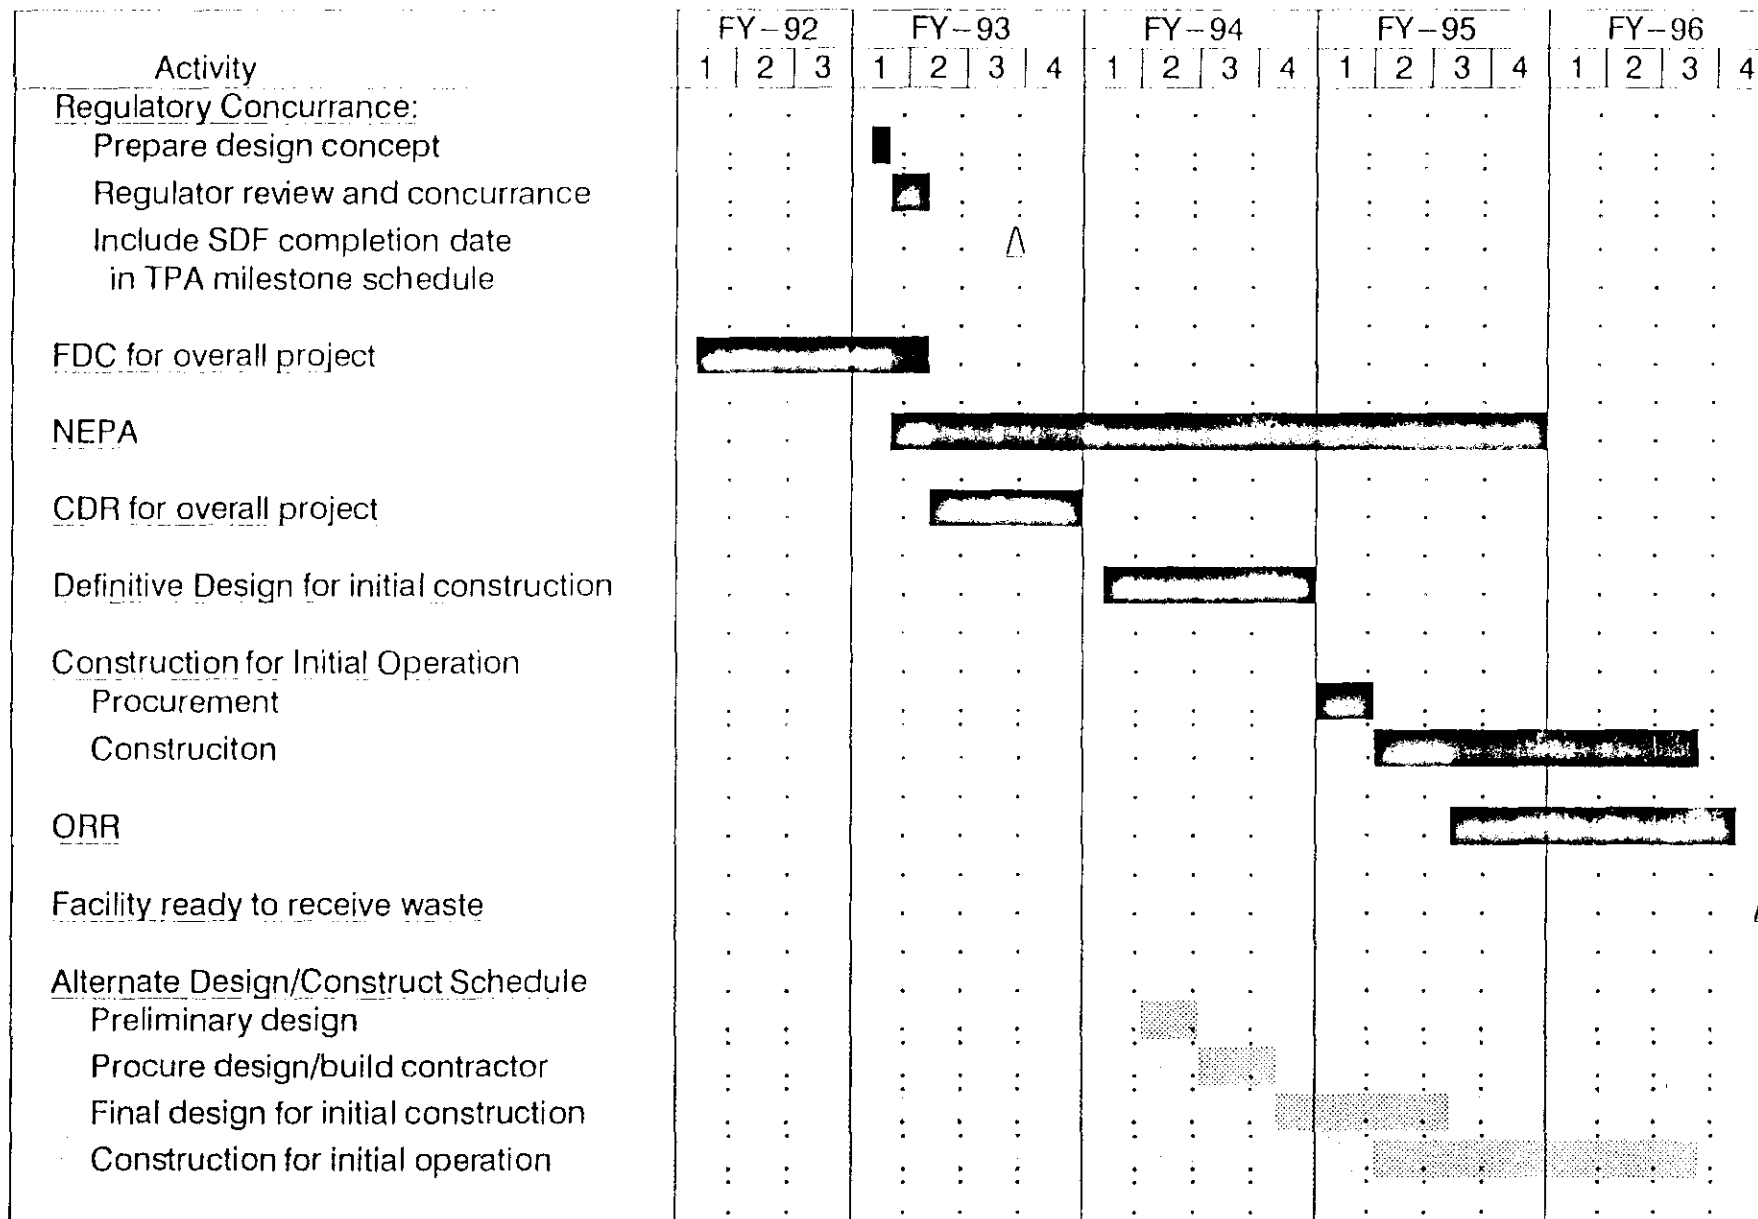 FY-92 FY-93 FY-94 FY-95 FY-96
Activity 1 2 3 1 2 3 4 1 2 3 4 1 2 3 4 1 2 3 4
Regulatory Concurrance:
Prepare design concept
Regulator review and concurrance
Include SDF completion date
in TPA milestone schedule
FDC for overall project
NEPA
CDR for overall project
Definitive Design for initial construction
Construction for Initial Operation
Procurement
Construciton
ORR
Facility ready to receive waste
Alternate Design/Construct Schedule
Preliminary design
Procure design/build contractor
Final design for initial construction
Construction for initial operation